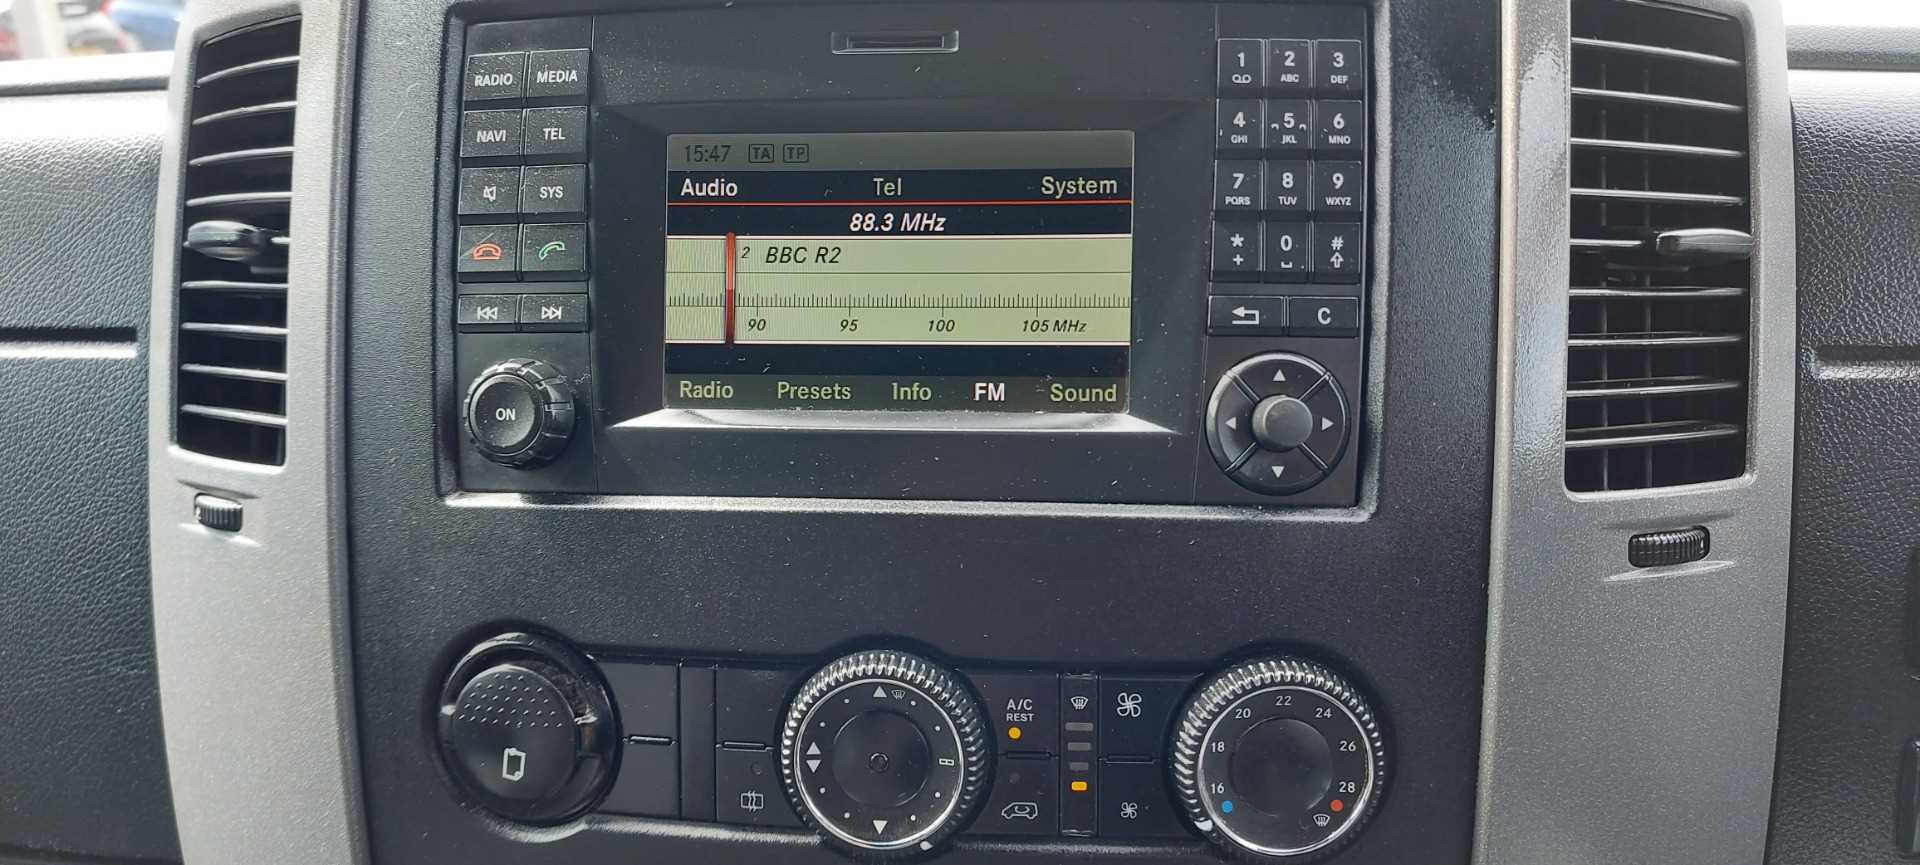 RADIO MEDIA
NAVI TEL
SYS
ON
15:47 TA TP
Audio Tel System
88.3 MHz
2 BBC R2
90 95 100 105 MHz
Radio Presets Info FM Sound
1 2 ABC 3 DEF
4 GHI 5 JKL 6 MNO
7 PQRS 8 TUV 9 WXYZ
* + 0 #
C
A/C
REST
16 18 20 22 24 26 28